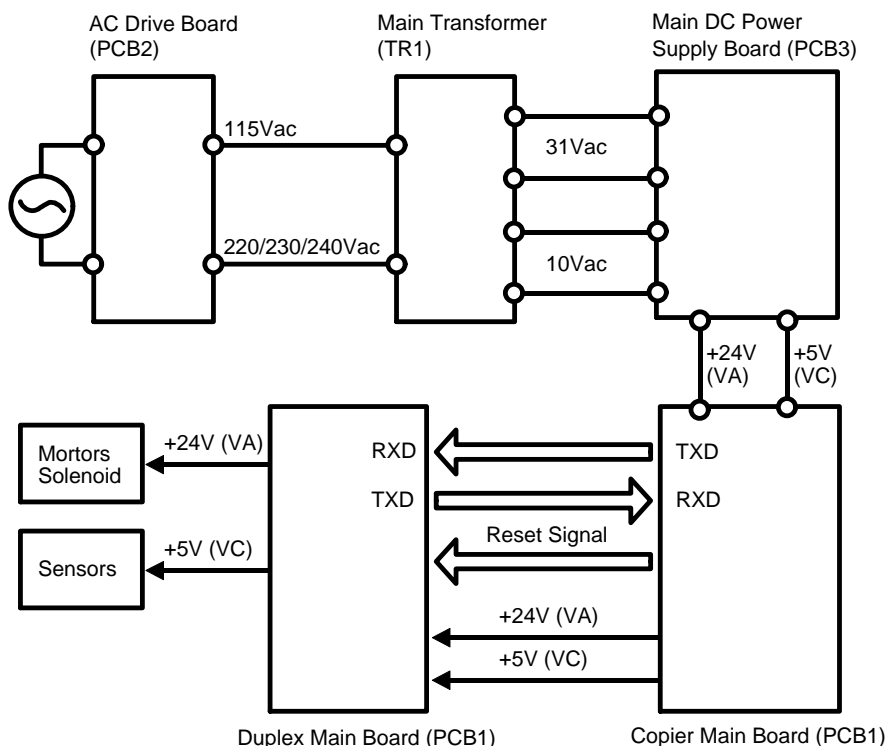 AC Drive Board
(PCB2)
Main Transformer
(TR1)
Main DC Power
Supply Board (PCB3)
115Vac
31Vac
220/230/240Vac
10Vac
+24V
(VA)
+5V
(VC)
Mortors
Solenoid
+24V (VA)
RXD
TXD
TXD
RXD
Reset Signal
Sensors
+5V (VC)
+24V (VA)
+5V (VC)
Duplex Main Board (PCB1)
Copier Main Board (PCB1)